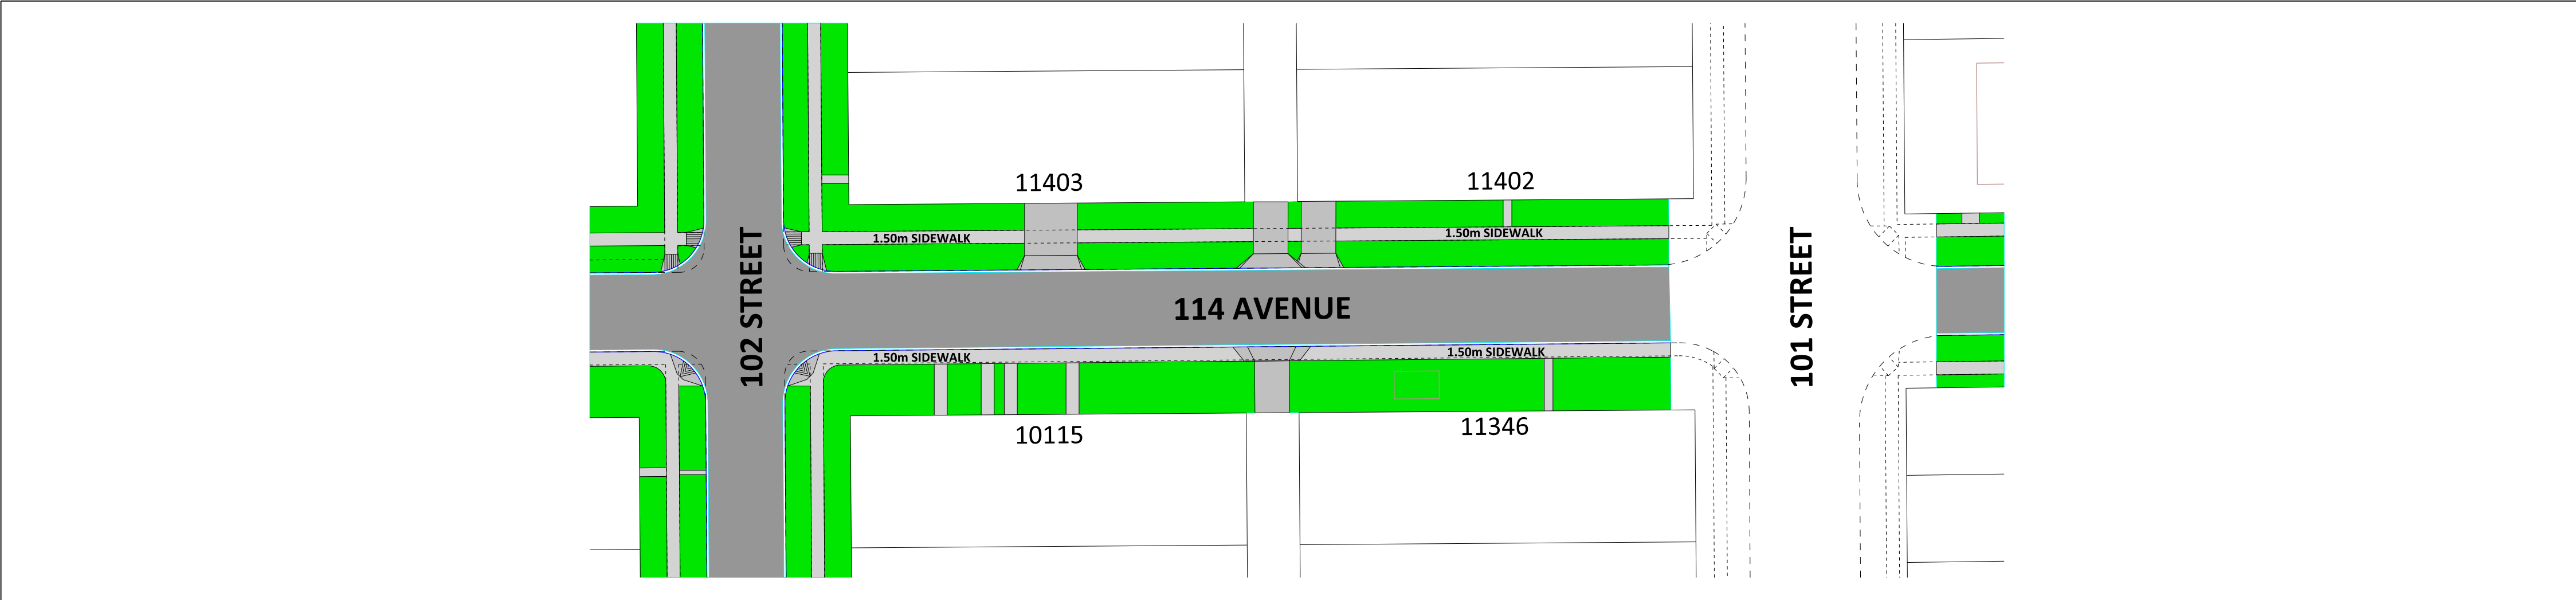 11403
11402
1.50m SIDEWALK
1.50m SIDEWALK
102 STREET
114 AVENUE
101 STREET
1.50m SIDEWALK
1.50m SIDEWALK
10115
11346